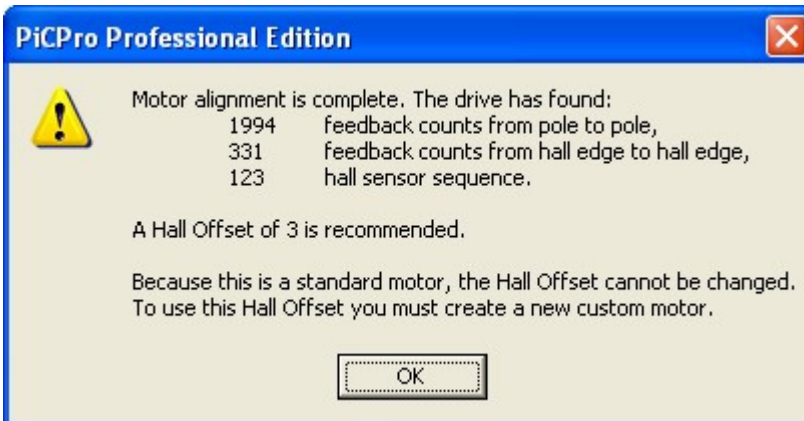 PiCPro Professional Edition
Motor alignment is complete. The drive has found:
1994 feedback counts from pole to pole,
331 feedback counts from hall edge to hall edge,
123 hall sensor sequence.
A Hall Offset of 3 is recommended.
Because this is a standard motor, the Hall Offset cannot be changed.
To use this Hall Offset you must create a new custom motor.
OK